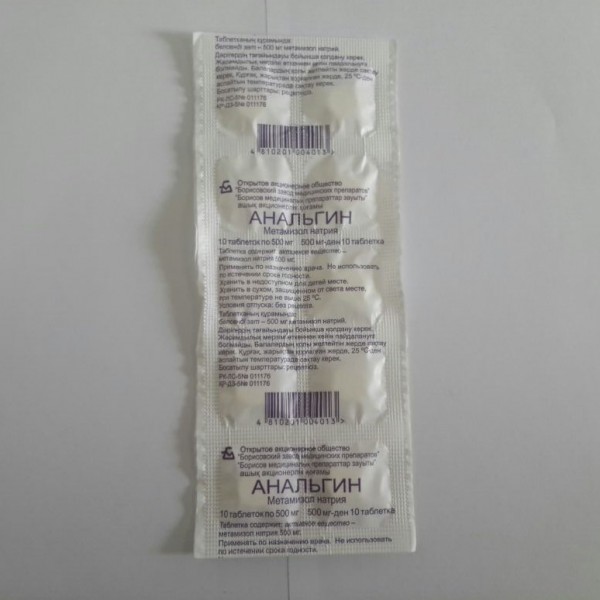 Таблетканың құрамында:
белсенді зат – 500 мг метамизол натрий.
Дәрігердің тағайындауы бойынша қолдану керек.
Жарамдылық мерзімі өткеннен кейін пайдалануға
болмайды. Балалардың қолы жетпейтін жерде сақтау
керек. Құрғақ, жарықтан қорғалған жерде, 25 °С-ден
аспайтын температурада сақтау керек.
Босатылу шарттары: рецептсіз.
РК-ЛС-5№ 011176
ҚР-ДЗ-5№ 011176
4 810201 004013>
Открытое акционерное общество
"Борисовский завод медицинских препаратов"
"Борисов медициналық препараттар зауыты"
ашық акционерлік қоғамы
АНАЛЬГИН
Метамизол натрия
10 таблеток по 500 мг 500 мг-ден 10 таблетка
Таблетка содержит: активное вещество –
метамизол натрия 500 мг.
Применять по назначению врача. Не использовать
по истечении срока годности.
Хранить в недоступном для детей месте.
Хранить в сухом, защищенном от света месте,
при температуре не выше 25 °С.
Условия отпуска: без рецепта.
Таблетканың құрамында:
белсенді зат – 500 мг метамизол натрий.
Дәрігердің тағайындауы бойынша қолдану керек.
Жарамдылық мерзімі өткеннен кейін пайдалануға
болмайды. Балалардың қолы жетпейтін жерде сақтау
керек. Құрғақ, жарықтан қорғалған жерде, 25 °С-ден
аспайтын температурада сақтау керек.
Босатылу шарттары: рецептсіз.
РК-ЛС-5№ 011176
ҚР-ДЗ-5№ 011176
4 810201 004013>
Открытое акционерное общество
"Борисовский завод медицинских препаратов"
"Борисов медициналық препараттар зауыты"
ашық акционерлік қоғамы
АНАЛЬГИН
Метамизол натрия
10 таблеток по 500 мг 500 мг-ден 10 таблетка
Таблетка содержит: активное вещество –
метамизол натрия 500 мг.
Применять по назначению врача. Не использовать
по истечении срока годности.